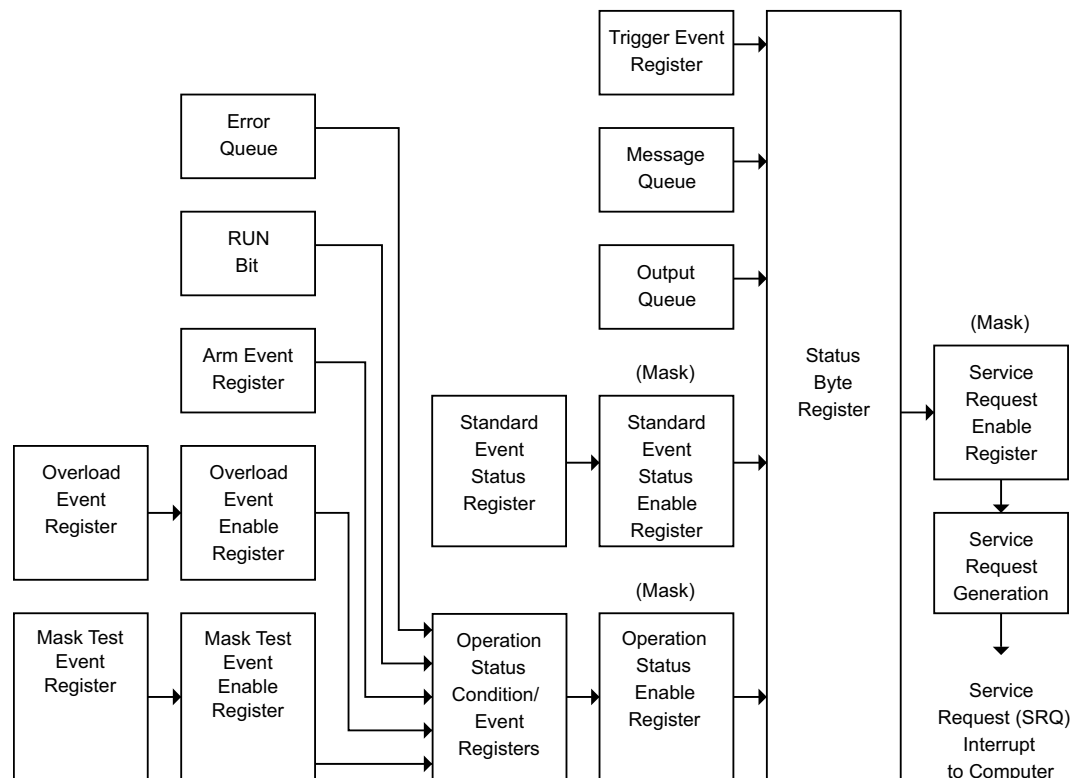 Trigger Event
Register
Error
Queue
Message
Queue
RUN
Bit
Output
Queue
Arm Event
Register
(Mask)
Standard
Event
Status
Register
(Mask)
Standard
Event
Status
Enable
Register
Status
Byte
Register
(Mask)
Service
Request
Enable
Register
Overload
Event
Register
Overload
Event
Enable
Register
Service
Request
Generation
Mask Test
Event
Register
Mask Test
Event
Enable
Register
Operation
Status
Condition/
Event
Registers
(Mask)
Operation
Status
Enable
Register
Service
Request (SRQ)
Interrupt
to Computer